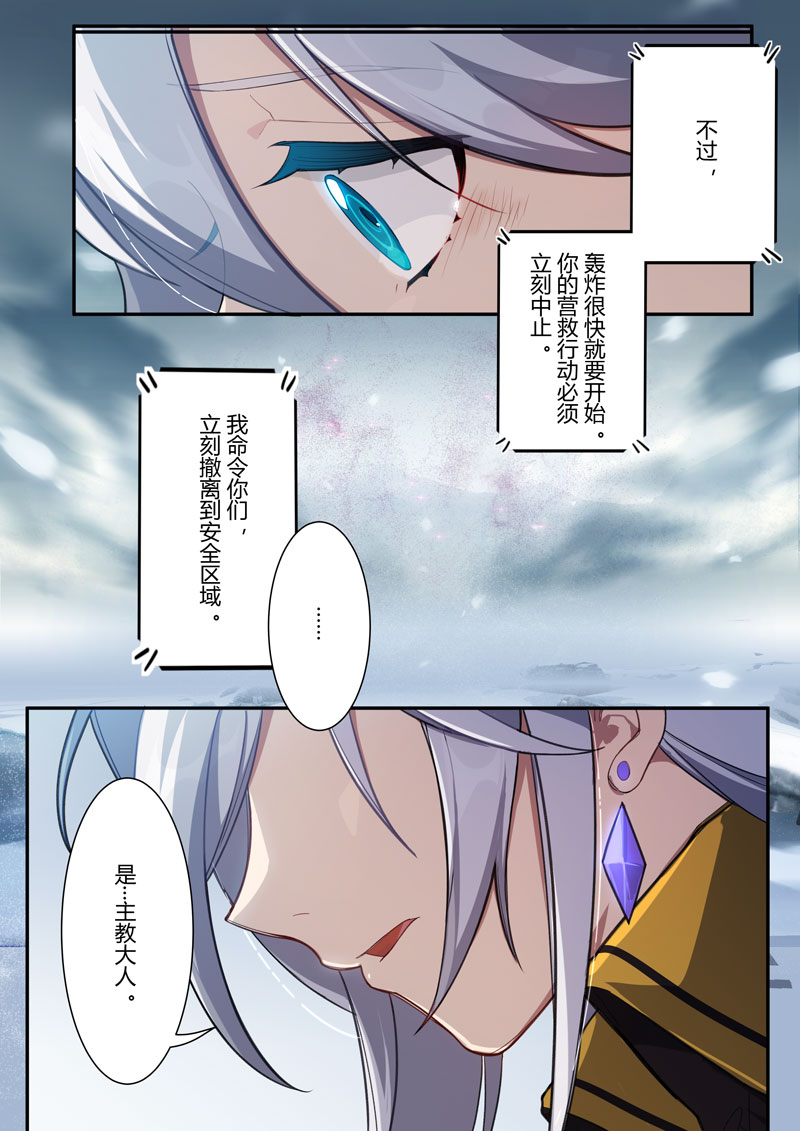 不过，
轰炸很快就要开始。
你的营救行动必须
立刻中止。
我命令你们，
立刻撤离到安全区域。
……
是…主教大人。